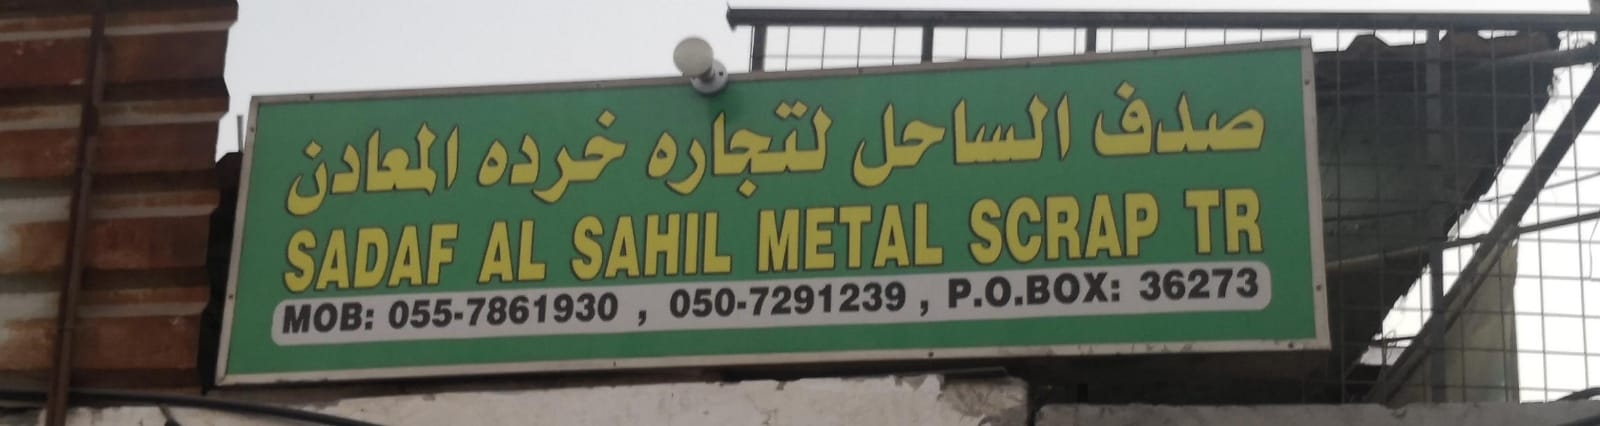 صدف الساحل لتجاره خرده المعادن
SADAF AL SAHIL METAL SCRAP TR
MOB: 055-7861930 , 050-7291239 , P.O.BOX: 36273